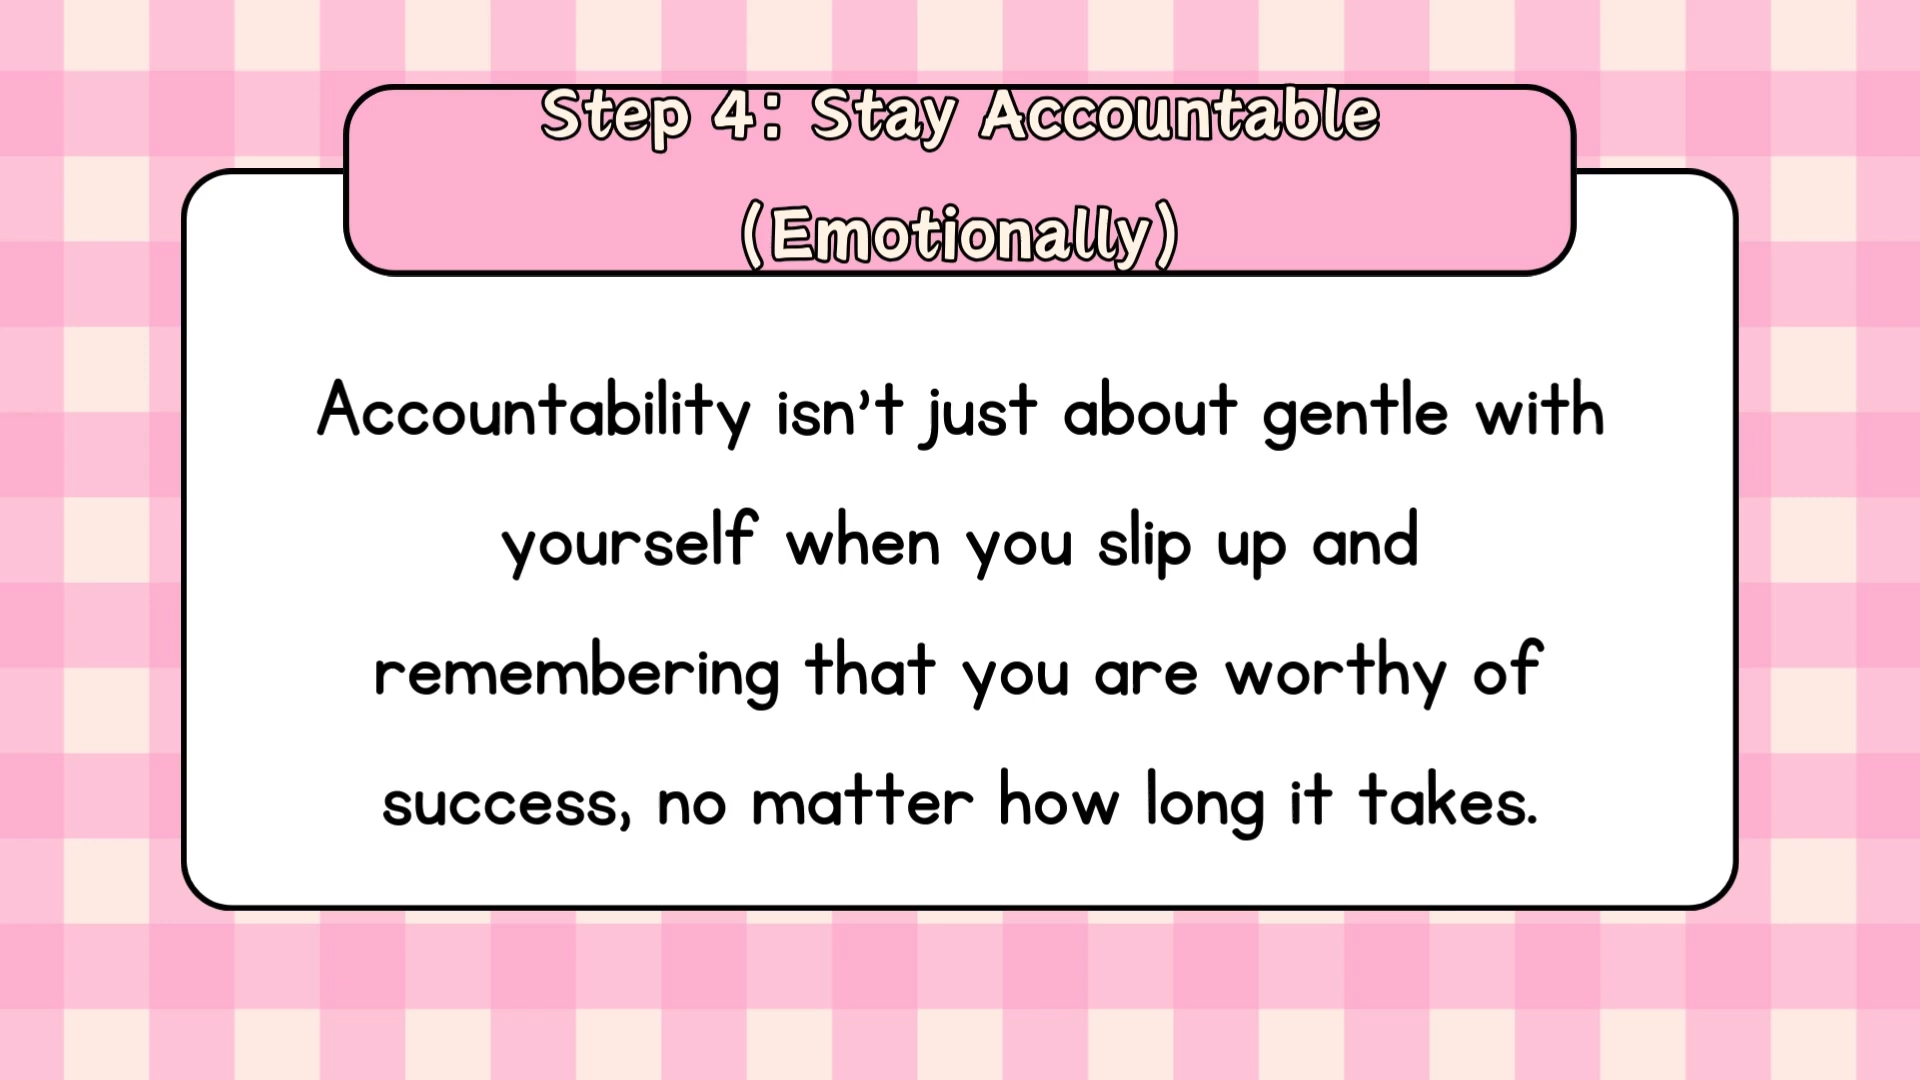 Step 4: Stay Accountable
(Emotionally)
Accountability isn't just about gentle with
yourself when you slip up and
remembering that you are worthy of
success, no matter how long it takes.